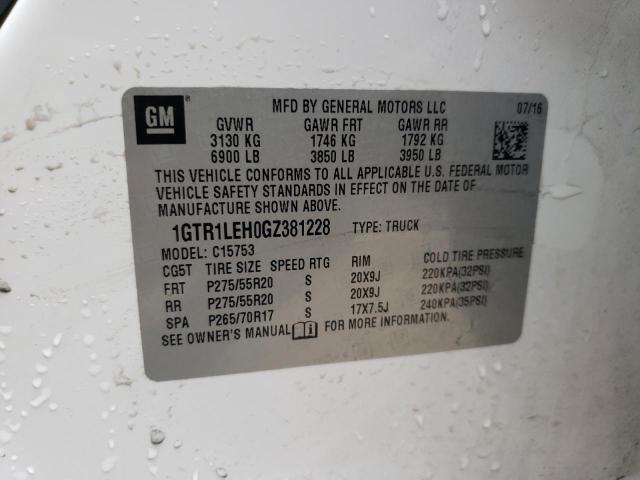 GM
MFD BY GENERAL MOTORS LLC 07/16
GVWR GAWR FRT GAWR RR
3130 KG 1746 KG 1792 KG
6900 LB 3850 LB 3950 LB
THIS VEHICLE CONFORMS TO ALL APPLICABLE U.S. FEDERAL MOTOR
VEHICLE SAFETY STANDARDS IN EFFECT ON THE DATE OF
MANUFACTURE SHOWN ABOVE.
1GTR1LEH0GZ381228 TYPE: TRUCK
MODEL: C15753
CG5T TIRE SIZE SPEED RTG RIM COLD TIRE PRESSURE
FRT P275/55R20 S 20X9J 220KPA(32PSI)
RR P275/55R20 S 20X9J 220KPA(32PSI)
SPA P265/70R17 S 17X7.5J 240KPA(35PSI)
SEE OWNER'S MANUAL FOR MORE INFORMATION.